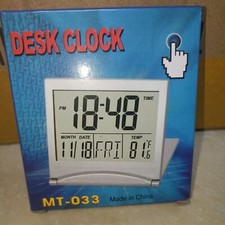 DESK CLOCK
PM 18-48 TIME
MONTH DATE TEMP
11/18 FRI 81.6 °F
MT-033 Made in China